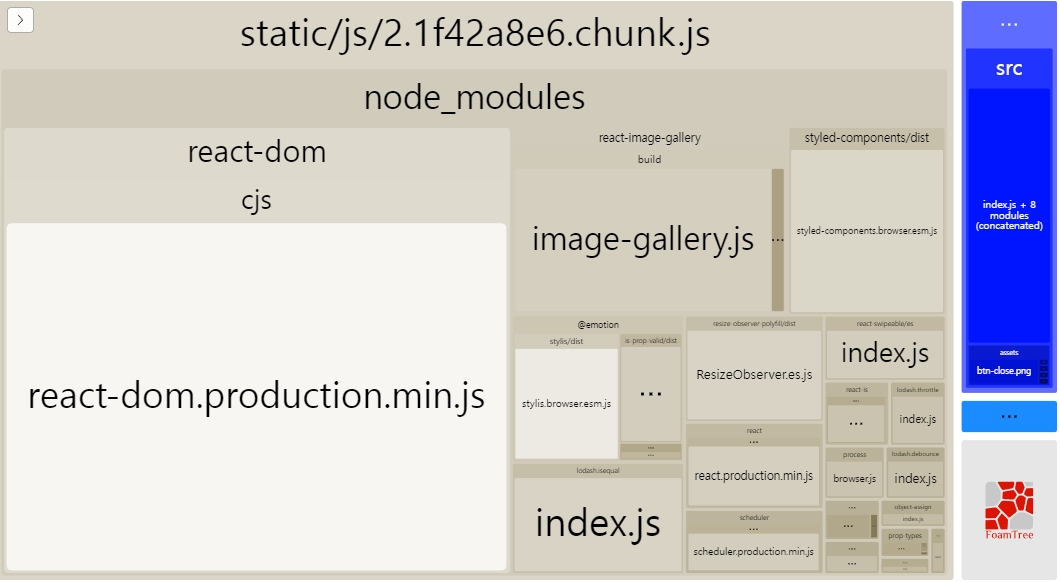 static/js/2.1f42a8e6.chunk.js
node_modules
react-dom
cjs
react-dom.production.min.js
react-image-gallery
build
image-gallery.js
...
styled-components/dist
styled-components.browser.esm.js
@emotion
stylis/dist
stylis.browser.esm.js
is-prop-valid/dist
...
...
...
lodash.isequal
index.js
resize-observer-polyfill/dist
ResizeObserver.es.js
react
...
react.production.min.js
scheduler
...
scheduler.production.min.js
react-swipeable/es
index.js
react-is
...
...
lodash.throttle
index.js
process
browser.js
lodash.debounce
index.js
...
...
...
...
object-assign
index.js
prop-types
...
...
...
src
index.js + 8
modules
(concatenated)
assets
btn-close.png
...
FoamTree